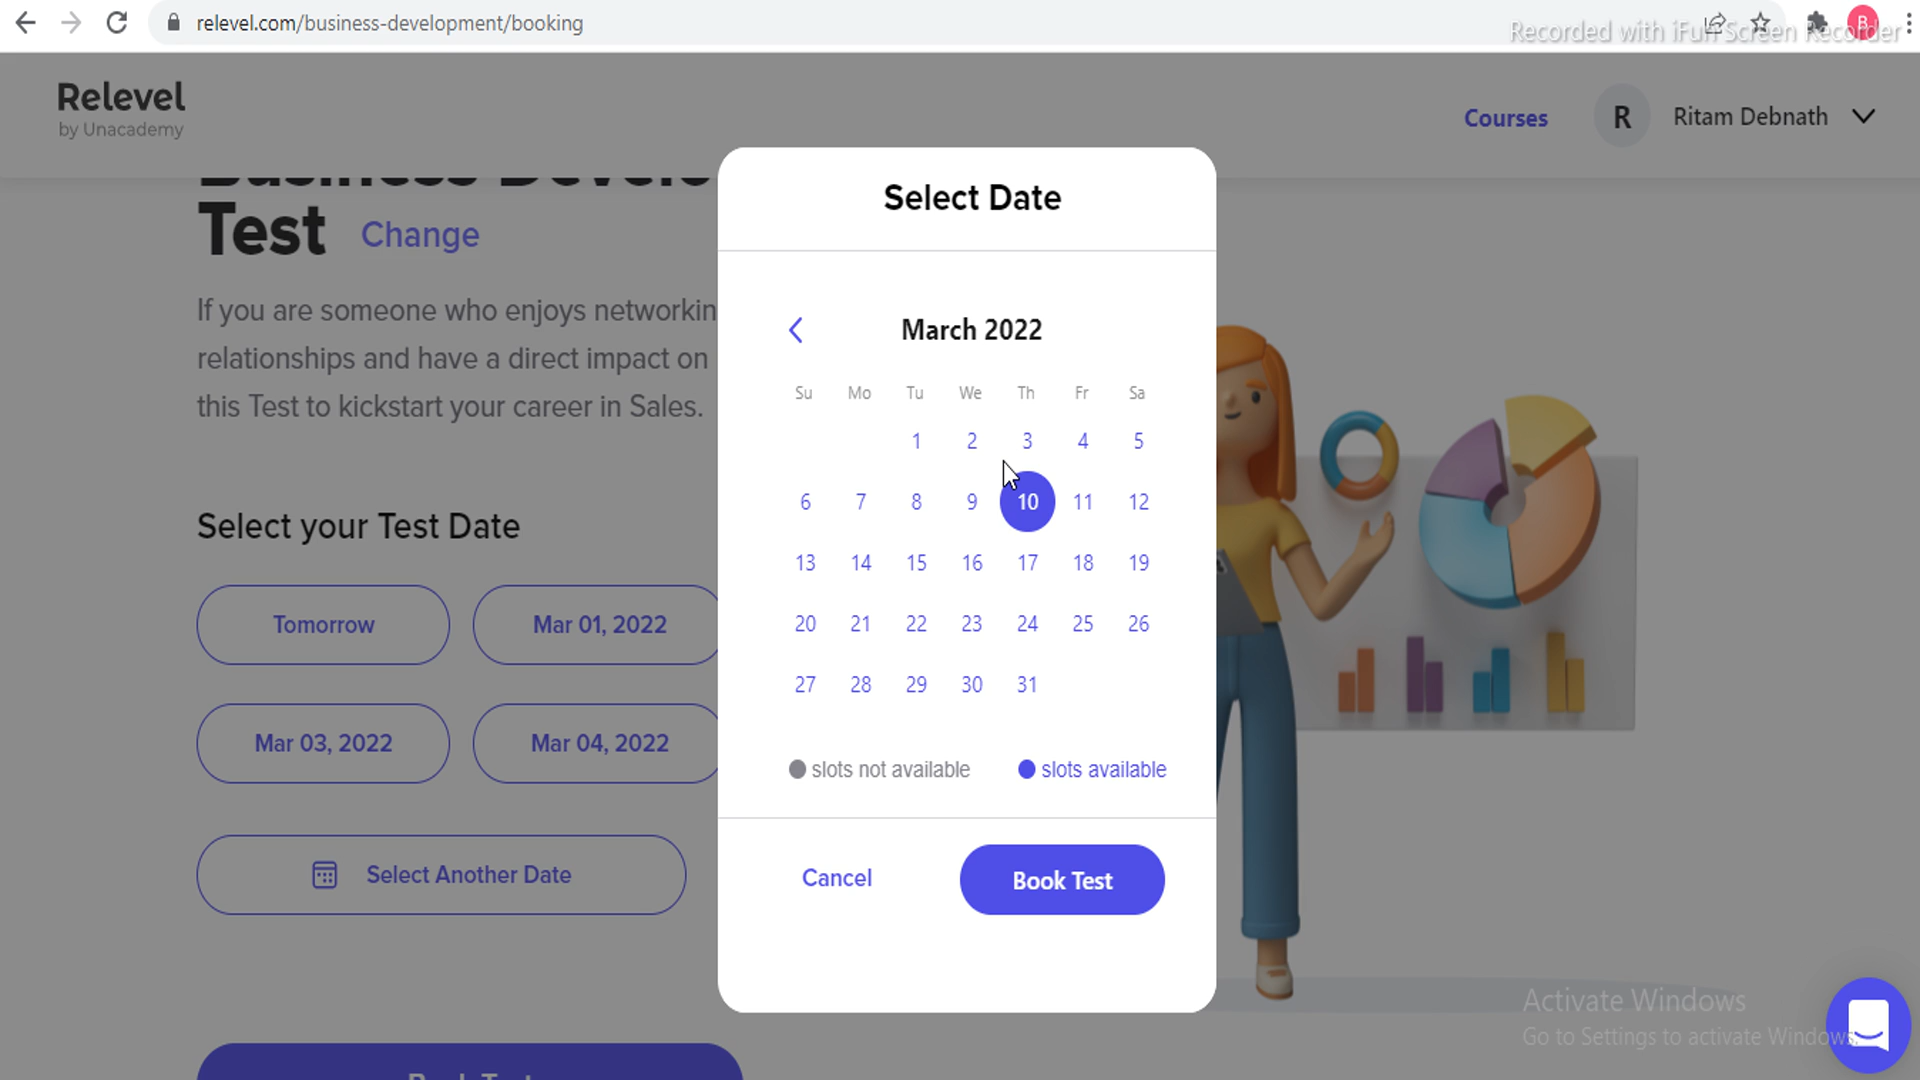 relevel.com/business-development/booking
Recorded with iFun Screen Recorder
Relevel
by Unacademy
Courses
R
Ritam Debnath
B
Test Change
If you are someone who enjoys networkin
relationships and have a direct impact on
this Test to kickstart your career in Sales.
Select your Test Date
Tomorrow
Mar 01, 2022
Mar 03, 2022
Mar 04, 2022
Select Another Date
Select Date
March 2022
Su Mo Tu We Th Fr Sa
1 2 3 4 5
6 7 8 9 10 11 12
13 14 15 16 17 18 19
20 21 22 23 24 25 26
27 28 29 30 31
slots not available slots available
Cancel
Book Test
Activate Windows
Go to Settings to activate Windows.